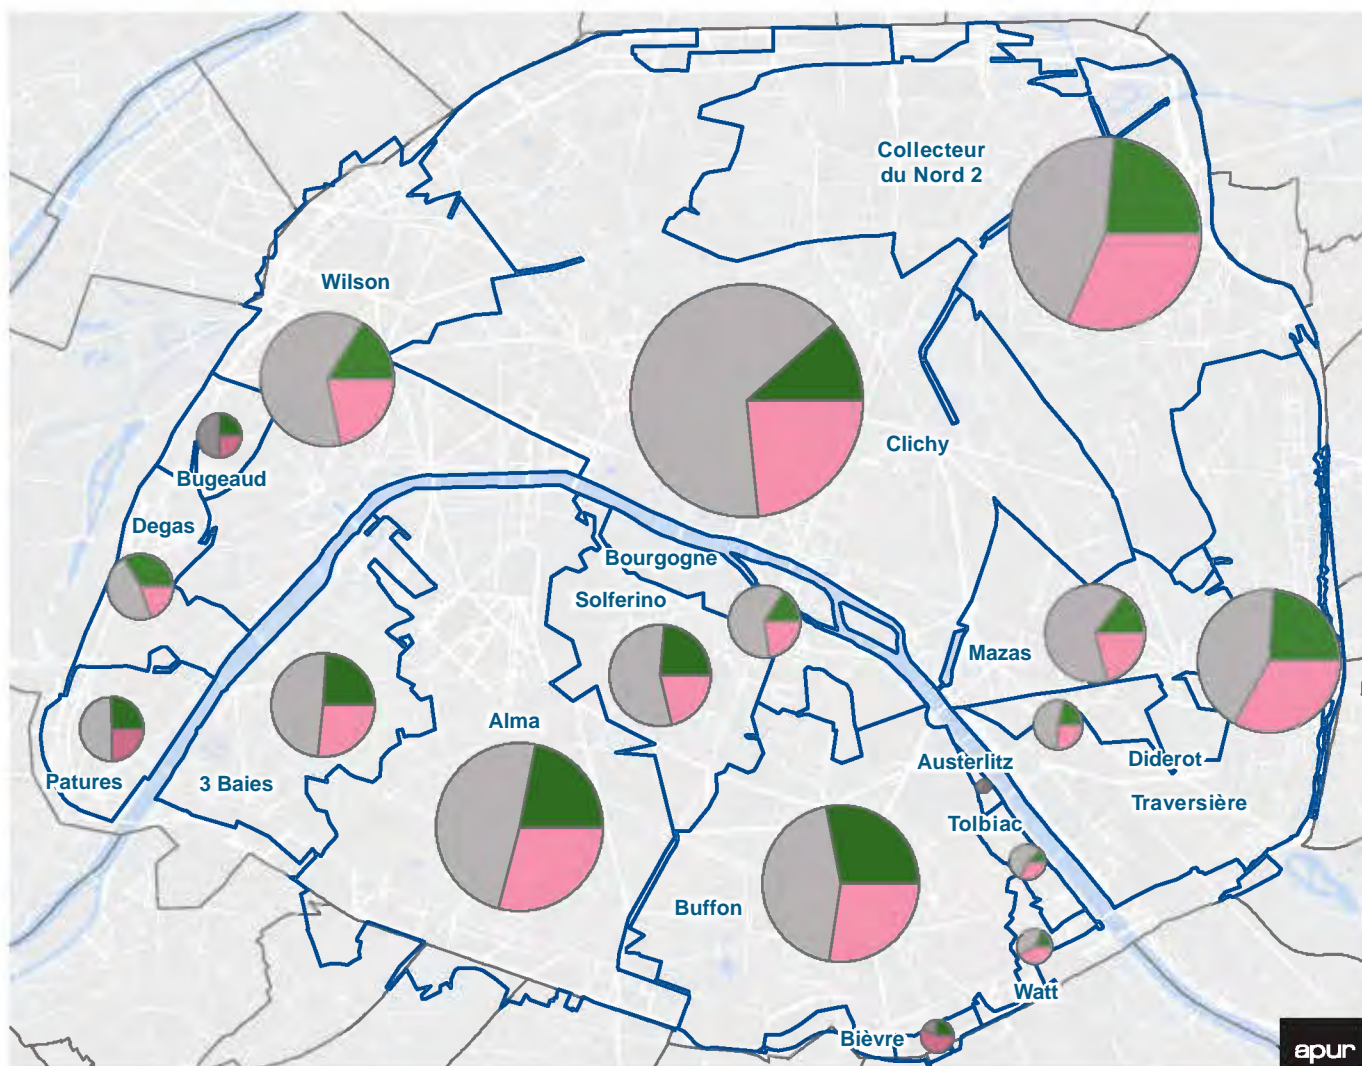 Collecteur
du Nord 2
Wilson
Clichy
Bugeaud
Degas
Bourgogne
Solferino
Mazas
Alma
Patures
3 Baies
Austerlitz
Diderot
Traversière
Tolbiac
Buffon
Watt
Bièvre
apur